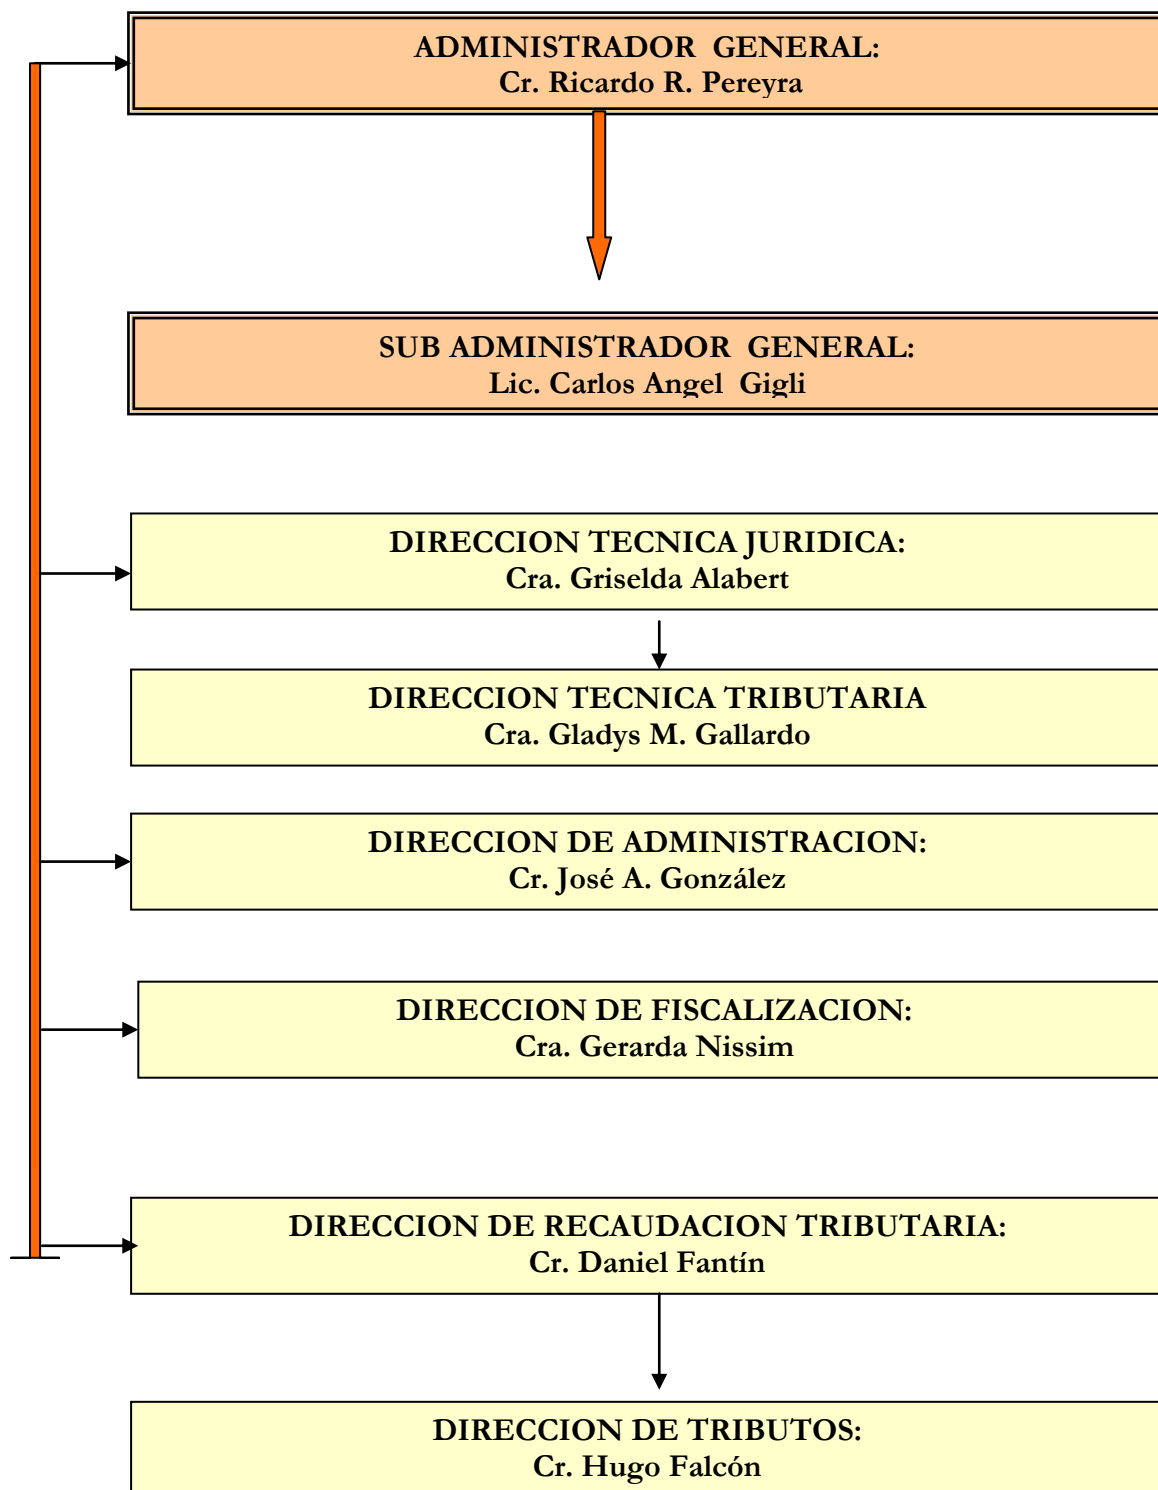 ADMINISTRADOR  GENERAL:
Cr. Ricardo R. Pereyra
SUB ADMINISTRADOR  GENERAL:
Lic. Carlos Angel  Gigli
DIRECCION TECNICA JURIDICA:
Cra. Griselda Alabert
DIRECCION TECNICA TRIBUTARIA
Cra. Gladys M. Gallardo
DIRECCION DE ADMINISTRACION:
Cr. José A. González
DIRECCION DE FISCALIZACION:
Cra. Gerarda Nissim
DIRECCION DE RECAUDACION TRIBUTARIA:
Cr. Daniel Fantín
DIRECCION DE TRIBUTOS:
Cr. Hugo Falcón